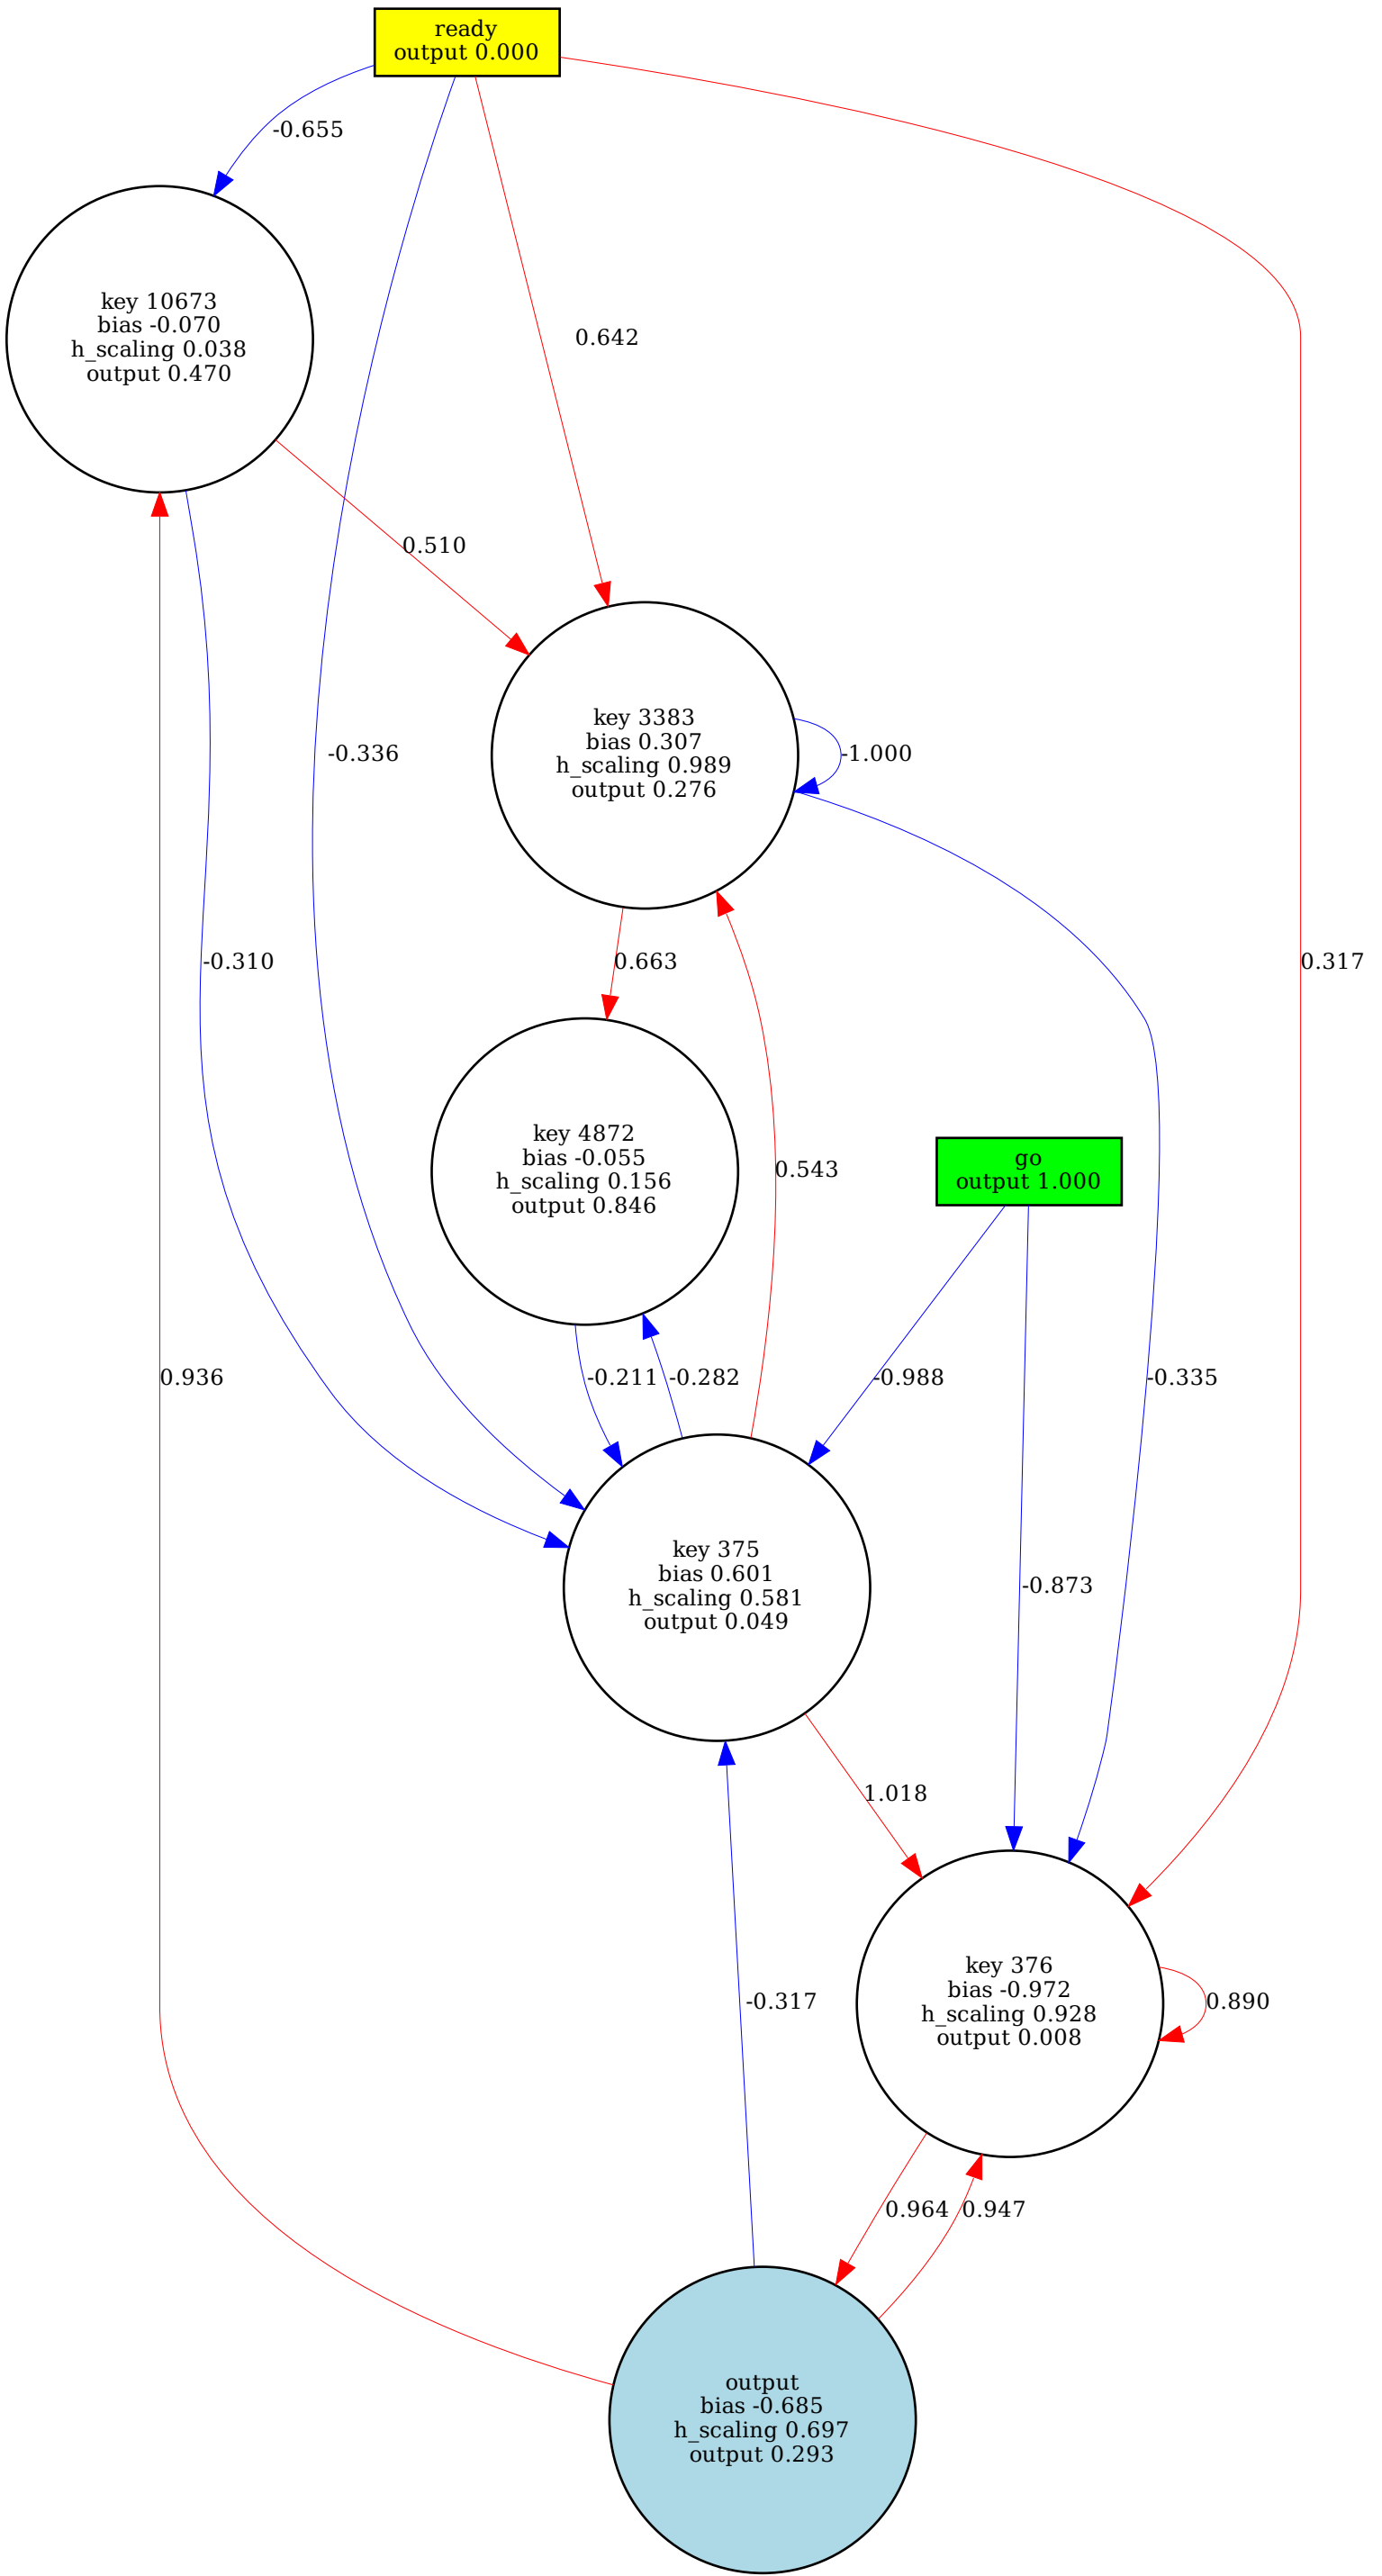 ready
output 0.000
-0.655
key 10673
bias -0.070
h_scaling 0.038
output 0.470
0.642
0.510
key 3383
bias 0.307
h_scaling 0.989
output 0.276
-1.000
-0.336
-0.310
0.663
0.317
key 4872
bias -0.055
h_scaling 0.156
output 0.846
go
output 1.000
0.543
0.936
-0.211
-0.282
-0.988
-0.335
key 375
bias 0.601
h_scaling 0.581
output 0.049
-0.873
1.018
key 376
bias -0.972
h_scaling 0.928
output 0.008
0.890
-0.317
0.964
0.947
output
bias -0.685
h_scaling 0.697
output 0.293